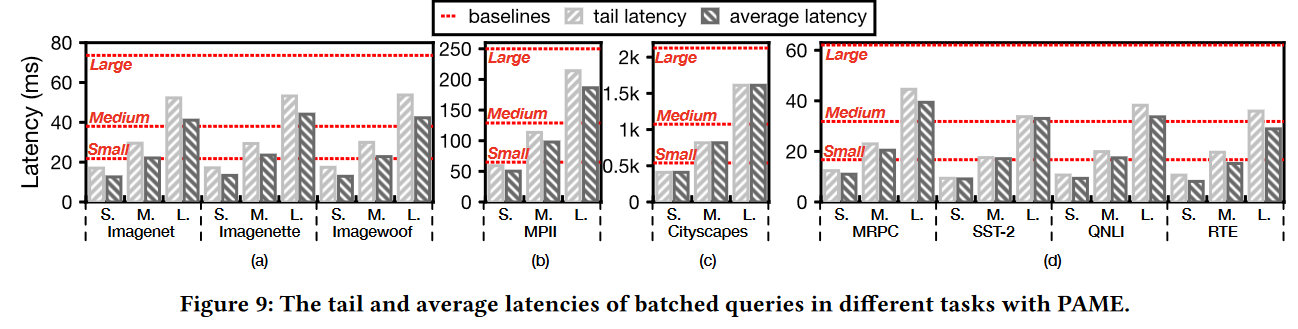 baselines tail latency average latency
Latency (ms)
80
60
40
20
0
Large
Medium
Small
S. M. L. S. M. L. S. M. L.
Imagenet Imagenette Imagewoof
(a)
250
200
150
100
50
0
Large
Medium
Small
S. M. L.
MPII
(b)
2k
1.5k
1k
0.5k
0
Large
Medium
Small
S. M. L.
Cityscapes
(c)
60
40
20
0
Large
Medium
Small
S. M. L. S. M. L. S. M. L. S. M. L.
MRPC SST-2 QNLI RTE
(d)
Figure 9: The tail and average latencies of batched queries in different tasks with PAME.